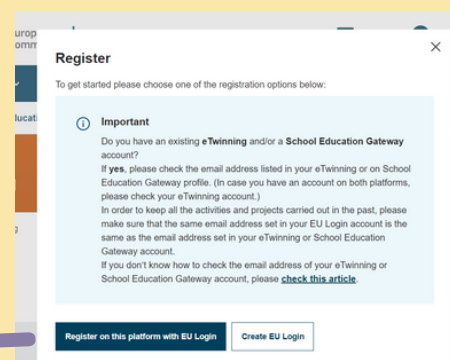 Register
To get started please choose one of the registration options below:
Important
Do you have an existing eTwinning and/or a School Education Gateway
account?
If yes, please check the email address listed in your eTwinning or on School
Education Gateway profile. (In case you have an account on both platforms,
please check your eTwinning account.)
In order to keep all the activities and projects carried out in the past, please
make sure that the same email address set in your EU Login account is the
same as the email address set in your eTwinning or School Education
Gateway account.
If you don't know how to check the email address of your eTwinning or
School Education Gateway account, please check this article.
Register on this platform with EU Login
Create EU Login